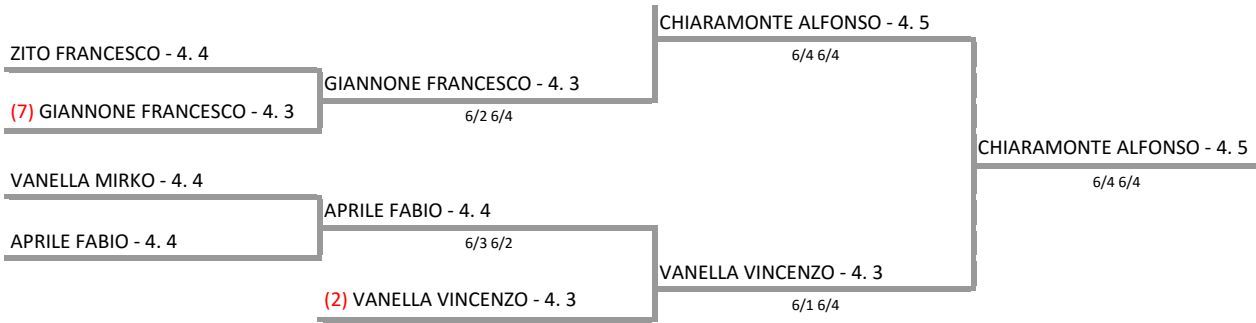 CHIARAMONTE ALFONSO - 4. 5
6/4 6/4
ZITO FRANCESCO - 4. 4
GIANNONE FRANCESCO - 4. 3
6/2 6/4
(7) GIANNONE FRANCESCO - 4. 3
CHIARAMONTE ALFONSO - 4. 5
6/4 6/4
VANELLA MIRKO - 4. 4
APRILE FABIO - 4. 4
6/3 6/2
APRILE FABIO - 4. 4
VANELLA VINCENZO - 4. 3
6/1 6/4
(2) VANELLA VINCENZO - 4. 3